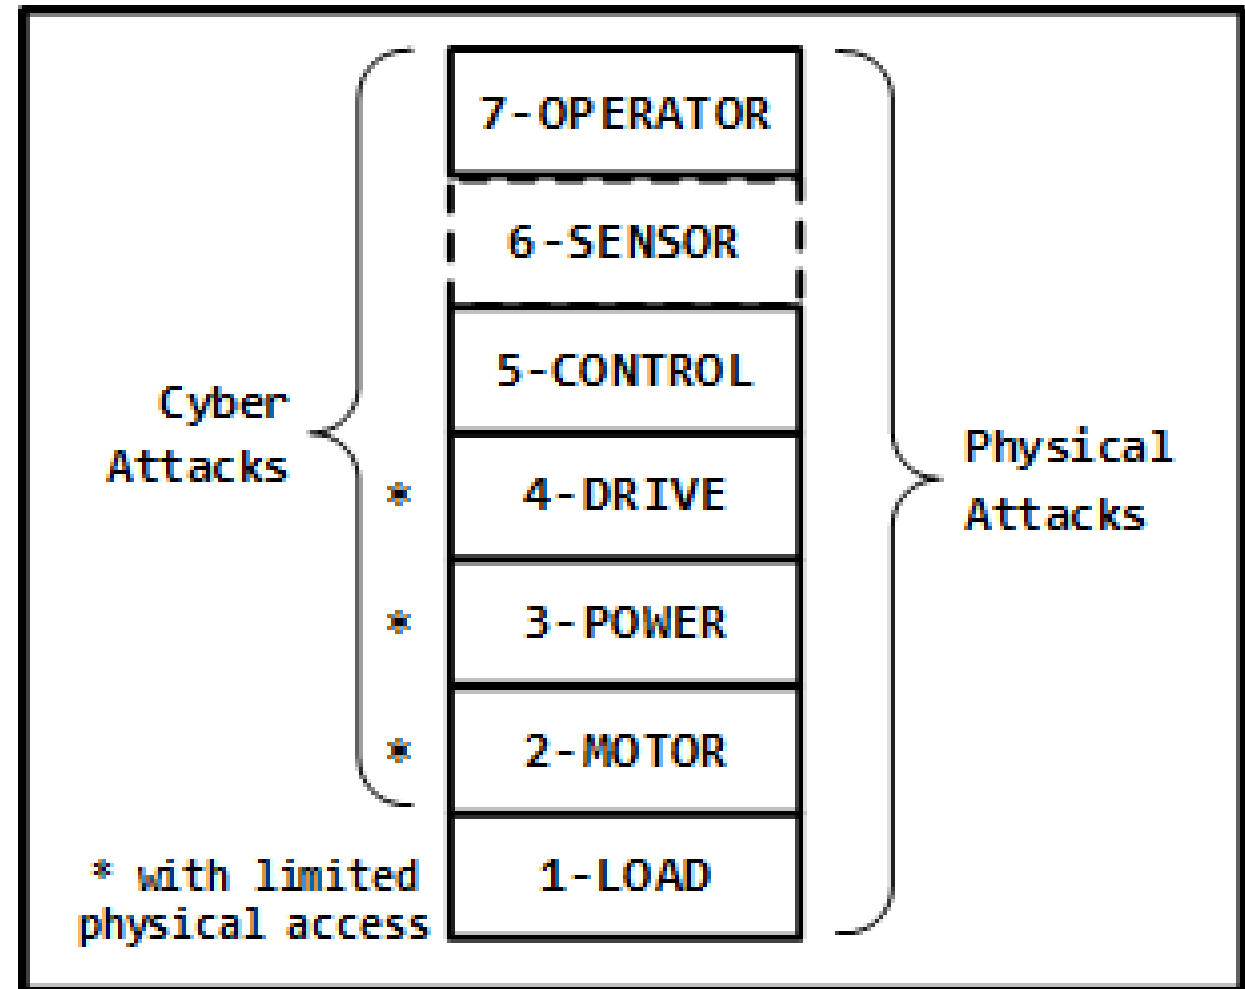 7-OPERATOR
6-SENSOR
5-CONTROL
Cyber
Attacks
* 4-DRIVE
* 3-POWER
* 2-MOTOR
1-LOAD
* with limited
physical access
Physical
Attacks